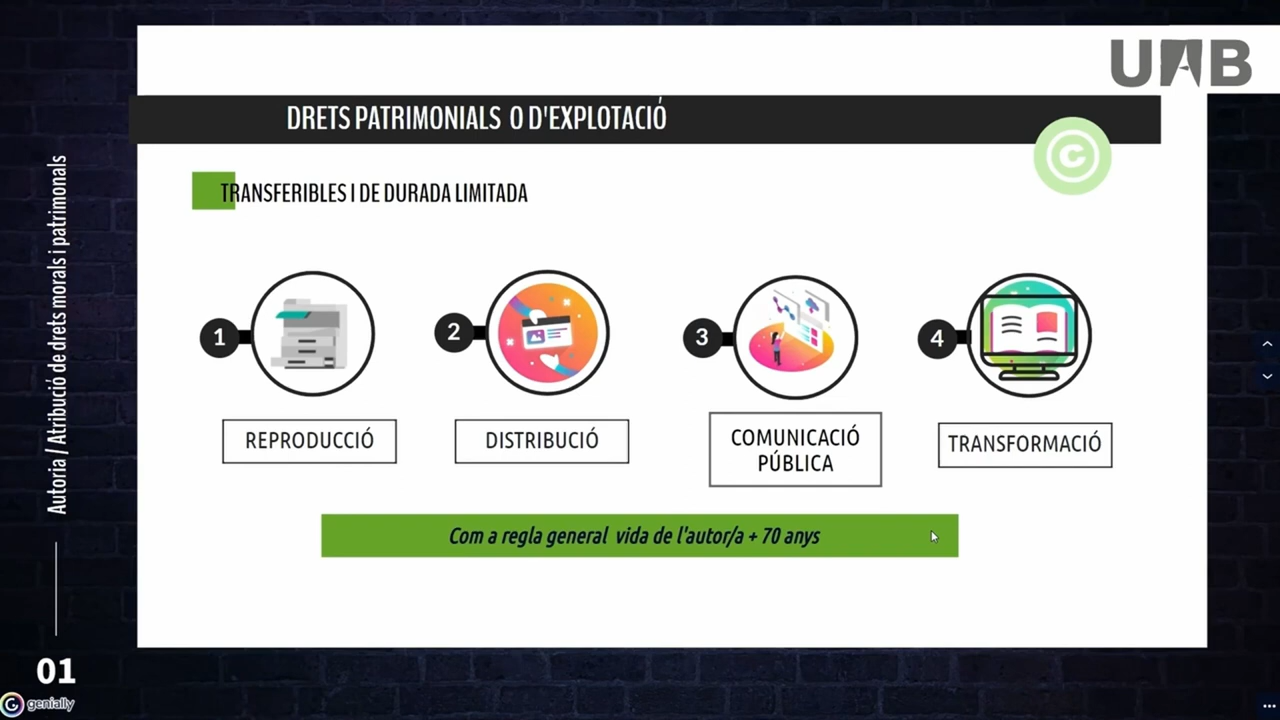 UAB
DRETS PATRIMONIALS O D'EXPLOTACIÓ
©
TRANSFERIBLES I DE DURADA LIMITADA
1
2
3
4
REPRODUCCIÓ
DISTRIBUCIÓ
COMUNICACIÓ
PÚBLICA
TRANSFORMACIÓ
Com a regla general vida de l'autor/a + 70 anys
Autoria / Atribució de drets morals i patrimonals
01
genially